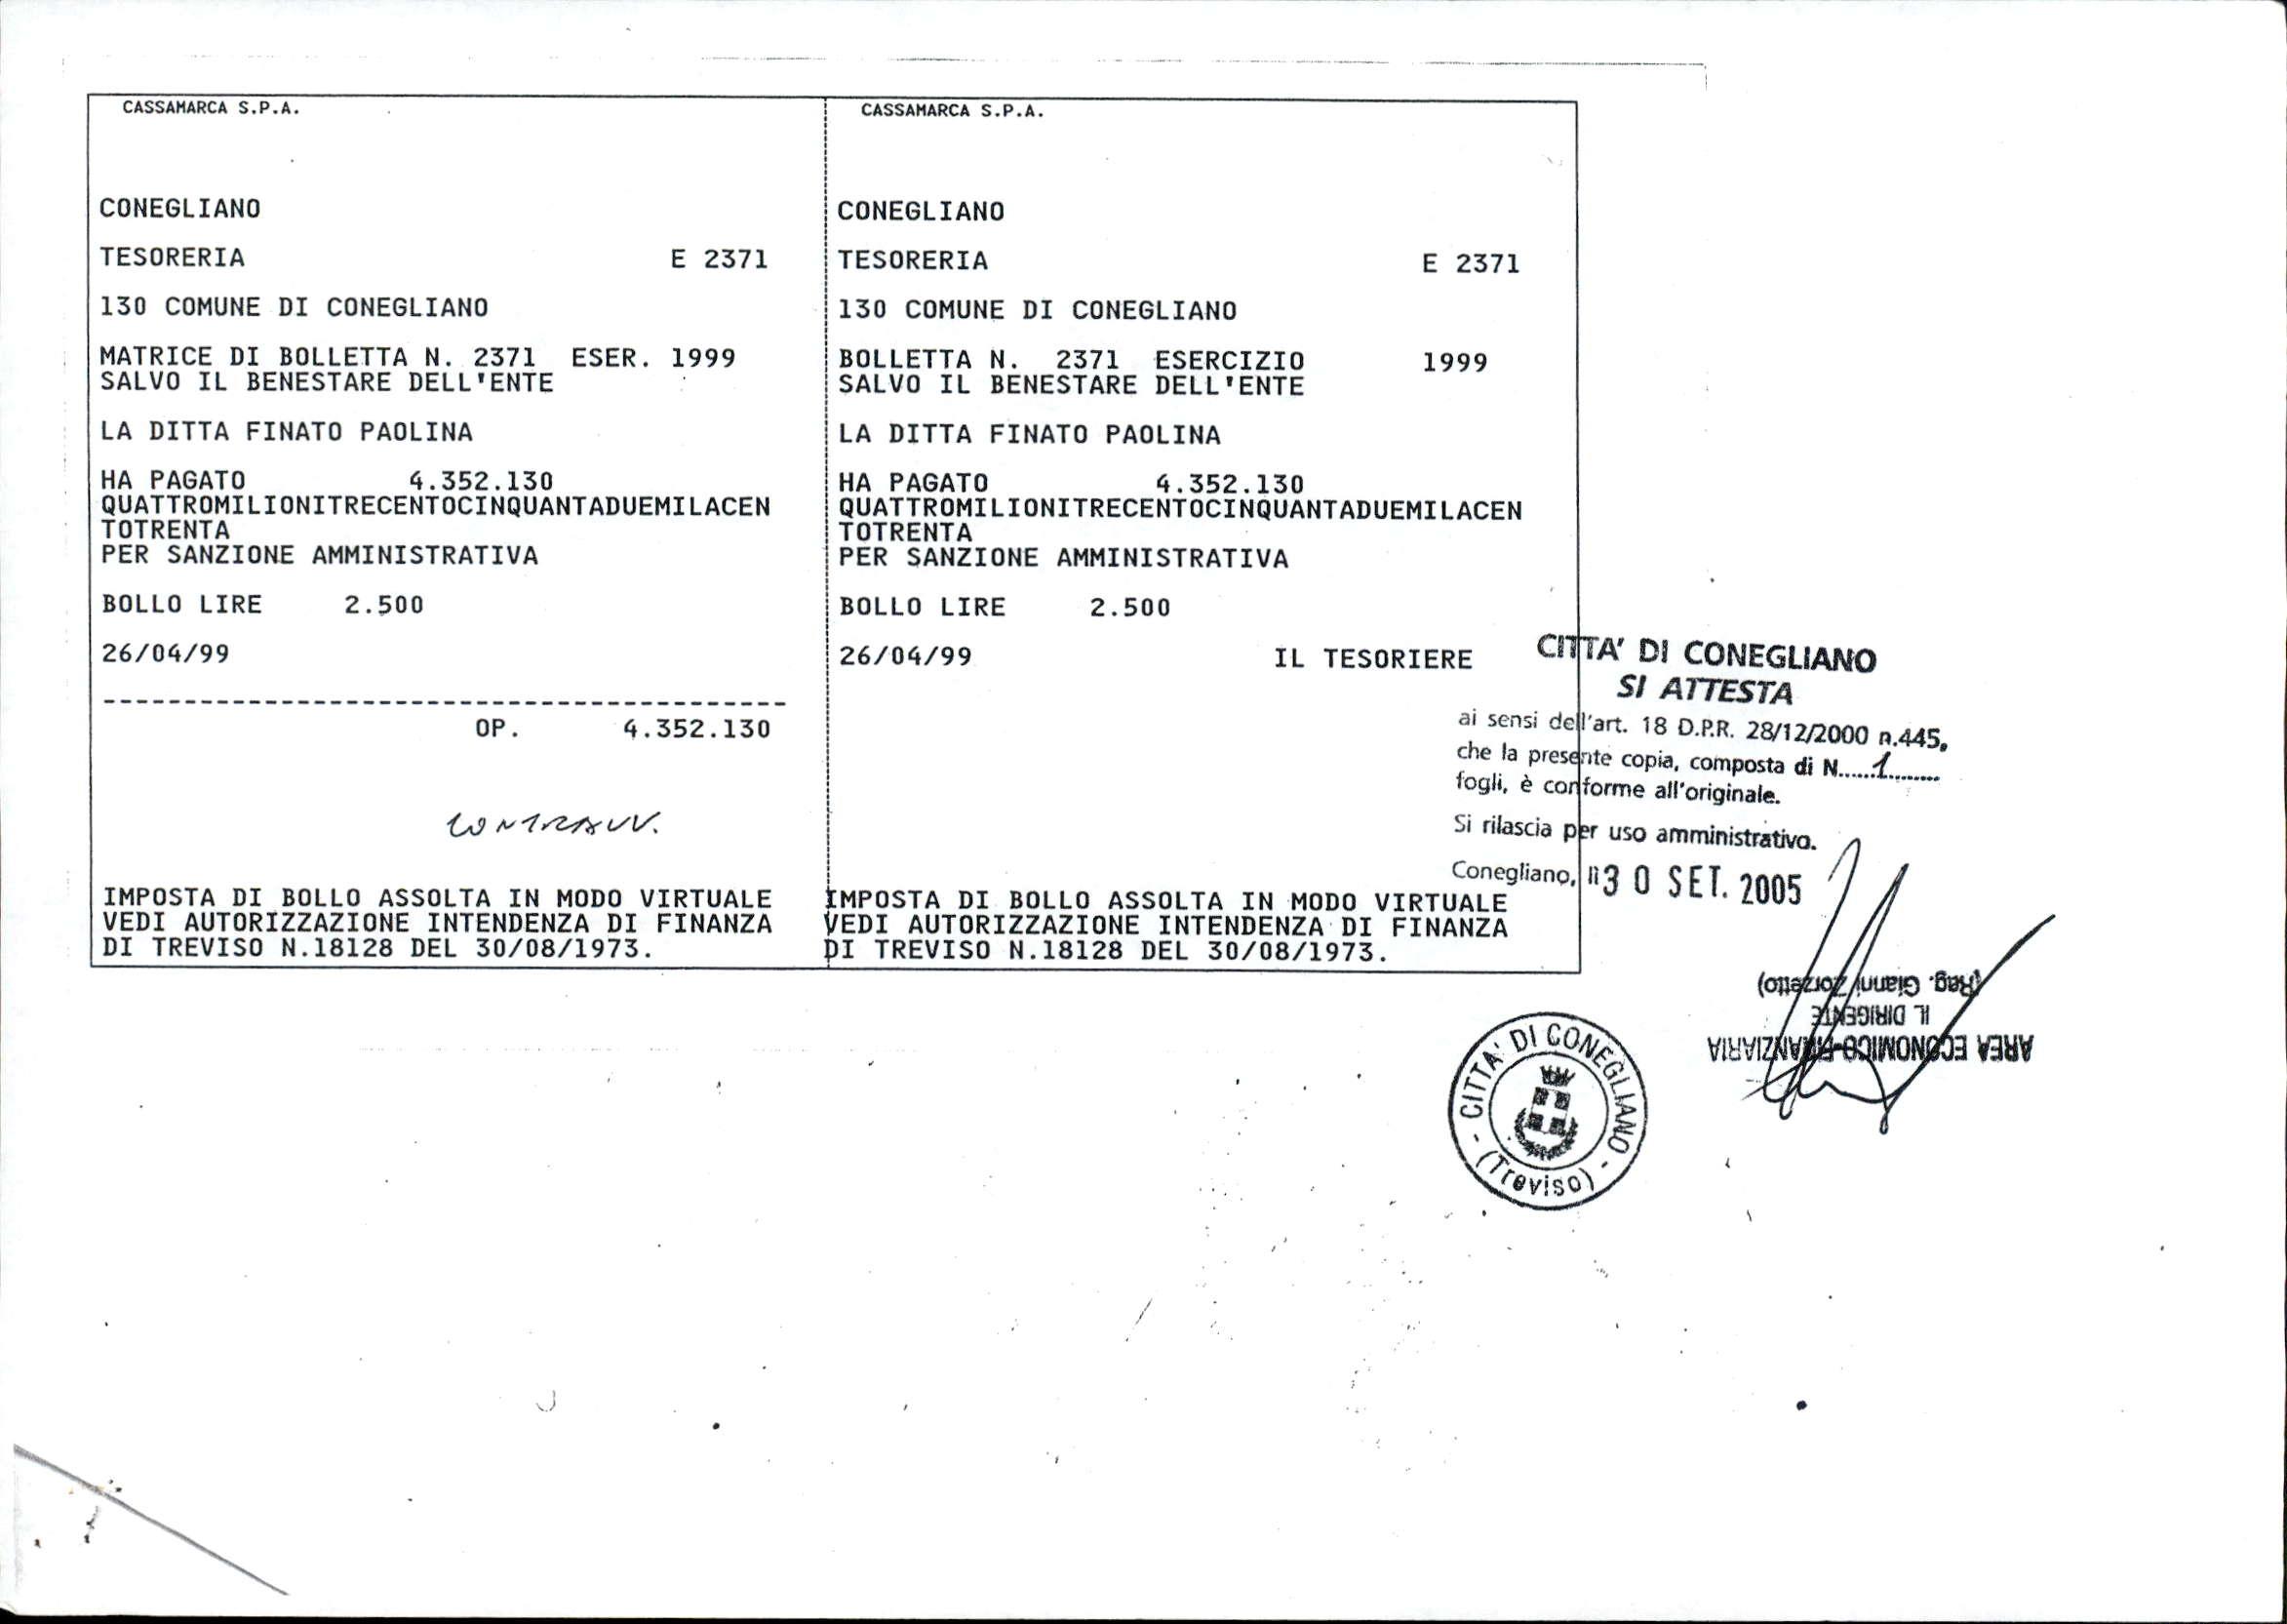 CASSAMARCA S.P.A.
CONEGLIANO
TESORERIA E 2371
130 COMUNE DI CONEGLIANO
MATRICE DI BOLLETTA N. 2371 ESER. 1999
SALVO IL BENESTARE DELL'ENTE
LA DITTA FINATO PAOLINA
HA PAGATO 4.352.130
QUATTROMILIONITRECENTOCINQUANTADUEMILACEN
TOTRENTA
PER SANZIONE AMMINISTRATIVA
BOLLO LIRE 2.500
26/04/99
OP. 4.352.130
CONTRAVV.
IMPOSTA DI BOLLO ASSOLTA IN MODO VIRTUALE
VEDI AUTORIZZAZIONE INTENDENZA DI FINANZA
DI TREVISO N.18128 DEL 30/08/1973.
CASSAMARCA S.P.A.
CONEGLIANO
TESORERIA E 2371
130 COMUNE DI CONEGLIANO
BOLLETTA N. 2371 ESERCIZIO 1999
SALVO IL BENESTARE DELL'ENTE
LA DITTA FINATO PAOLINA
HA PAGATO 4.352.130
QUATTROMILIONITRECENTOCINQUANTADUEMILACEN
TOTRENTA
PER SANZIONE AMMINISTRATIVA
BOLLO LIRE 2.500
26/04/99 IL TESORIERE
IMPOSTA DI BOLLO ASSOLTA IN MODO VIRTUALE
VEDI AUTORIZZAZIONE INTENDENZA DI FINANZA
DI TREVISO N.18128 DEL 30/08/1973.
CITTA' DI CONEGLIANO
SI ATTESTA
ai sensi dell'art. 18 D.P.R. 28/12/2000 n.445,
che la presente copia, composta di N.....1........
fogli, è conforme all'originale.
Si rilascia per uso amministrativo.
Conegliano, lì 30 SET. 2005
AREA ECONOMICO-FINANZIARIA
IL DIRIGENTE
(Rag. Gianni Zorzetto)
CITTA' DI CONEGLIANO
(Treviso)